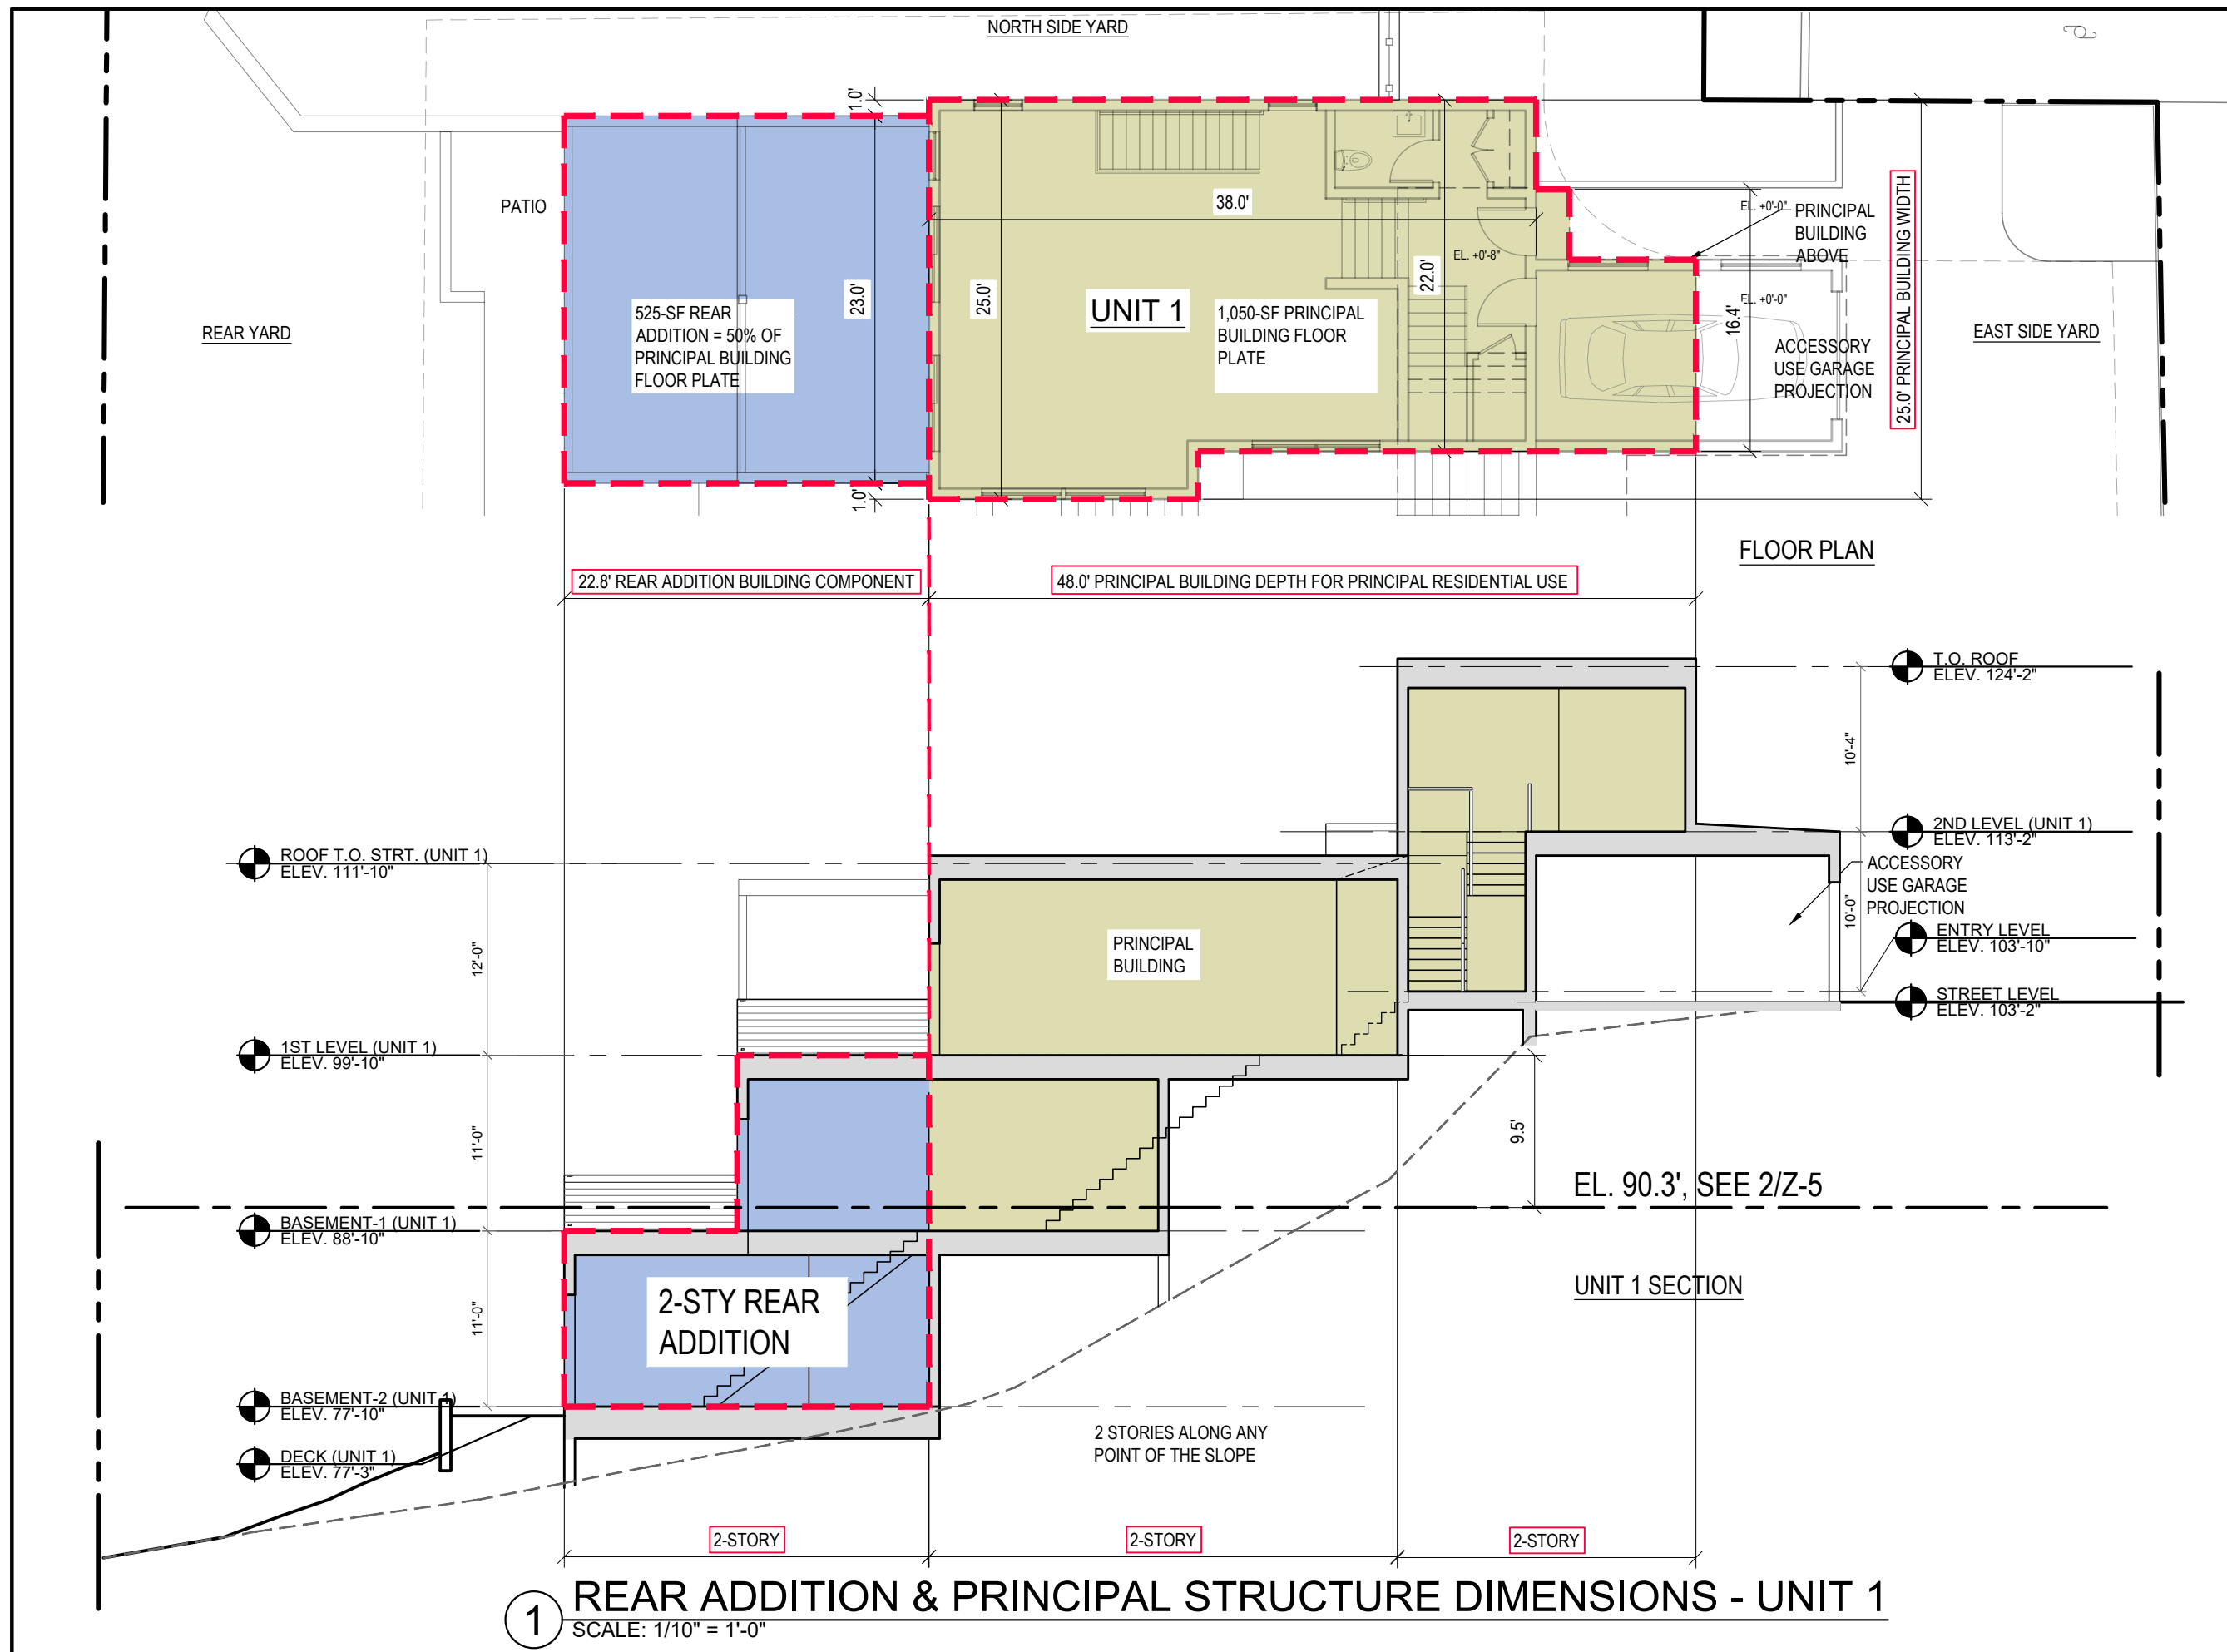 NORTH SIDE YARD
1.0'
PATIO
38.0'
EL. +0'-0"
PRINCIPAL
BUILDING
ABOVE
25.0' PRINCIPAL BUILDING WIDTH
EL. +0'-8"
22.0'
23.0'
25.0'
UNIT 1
525-SF REAR
ADDITION = 50% OF
PRINCIPAL BUILDING
FLOOR PLATE
1,050-SF PRINCIPAL
BUILDING FLOOR
PLATE
EL. +0'-0"
16.4'
REAR YARD
EAST SIDE YARD
ACCESSORY
USE GARAGE
PROJECTION
1.0'
FLOOR PLAN
22.8' REAR ADDITION BUILDING COMPONENT
48.0' PRINCIPAL BUILDING DEPTH FOR PRINCIPAL RESIDENTIAL USE
T.O. ROOF
ELEV. 124'-2"
10'-4"
2ND LEVEL (UNIT 1)
ELEV. 113'-2"
ROOF T.O. STRT. (UNIT 1)
ELEV. 111'-10"
ACCESSORY
USE GARAGE
PROJECTION
10'-0"
12'-0"
PRINCIPAL
BUILDING
ENTRY LEVEL
ELEV. 103'-10"
STREET LEVEL
ELEV. 103'-2"
1ST LEVEL (UNIT 1)
ELEV. 99'-10"
11'-0"
9.5'
EL. 90.3', SEE 2/Z-5
BASEMENT-1 (UNIT 1)
ELEV. 88'-10"
UNIT 1 SECTION
11'-0"
2-STY REAR
ADDITION
BASEMENT-2 (UNIT 1)
ELEV. 77'-10"
2 STORIES ALONG ANY
POINT OF THE SLOPE
DECK (UNIT 1)
ELEV. 77'-3"
2-STORY
2-STORY
2-STORY
1
REAR ADDITION & PRINCIPAL STRUCTURE DIMENSIONS - UNIT 1
SCALE: 1/10" = 1'-0"